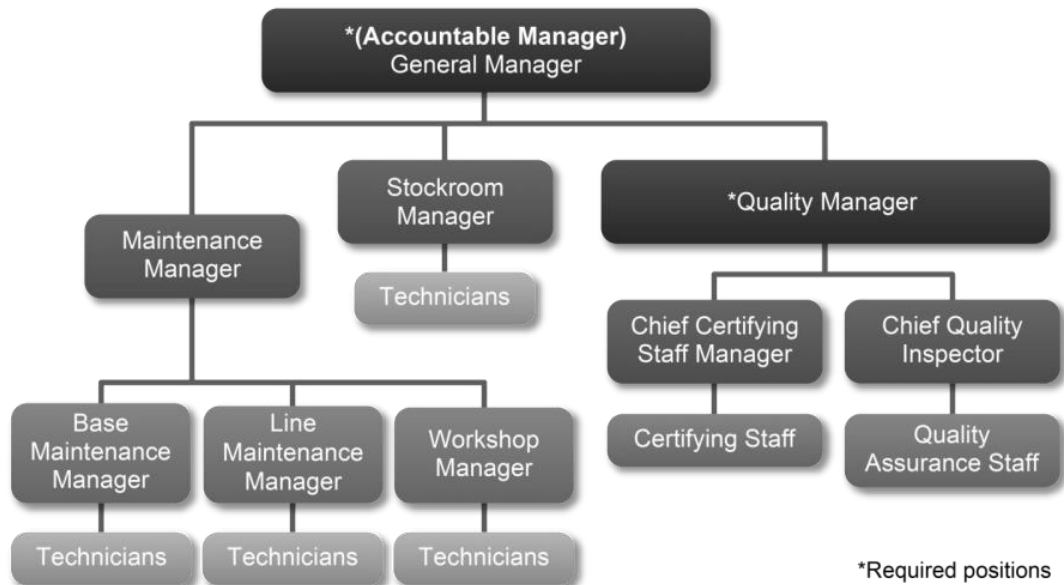 *(Accountable Manager)
General Manager
Stockroom
Manager
*Quality Manager
Maintenance
Manager
Technicians
Chief Certifying
Staff Manager
Chief Quality
Inspector
Base
Maintenance
Manager
Line
Maintenance
Manager
Workshop
Manager
Certifying Staff
Quality
Assurance Staff
Technicians
Technicians
Technicians
*Required positions